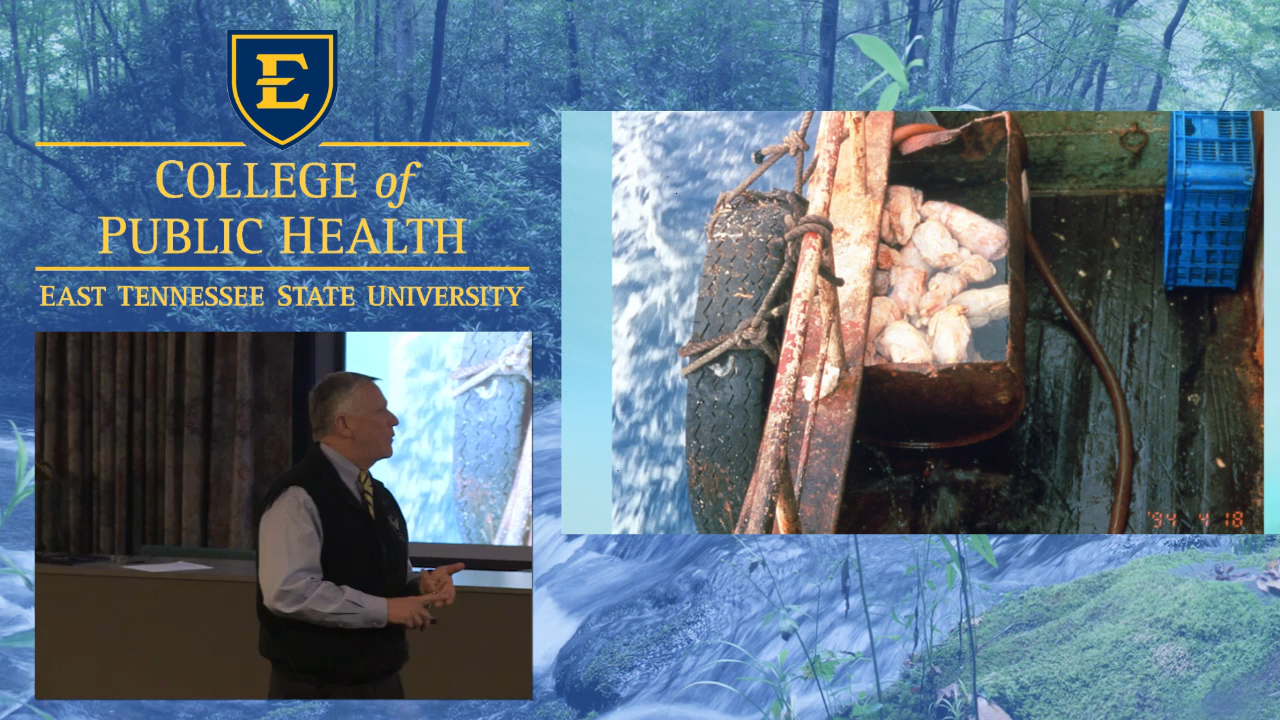 E
COLLEGE of
PUBLIC HEALTH
EAST TENNESSEE STATE UNIVERSITY
'94 4 18